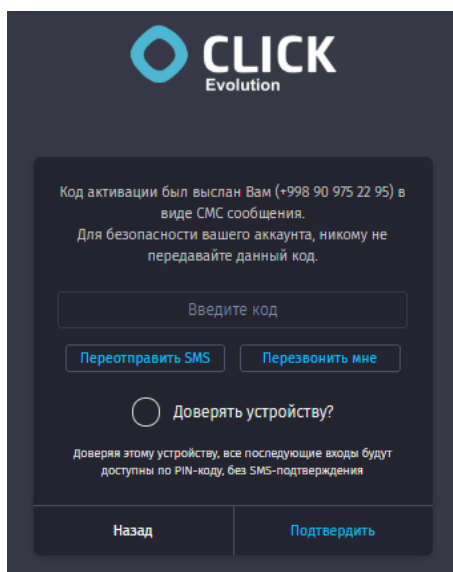 CLICK
Evolution
Код активации был выслан Вам (+998 90 975 22 95) в
виде СМС сообщения.
Для безопасности вашего аккаунта, никому не
передавайте данный код.
Введите код
Переотправить SMS
Перезвонить мне
Доверять устройству?
Доверяя этому устройству, все последующие входы будут
доступны по PIN-коду, без SMS-подтверждения
Назад
Подтвердить